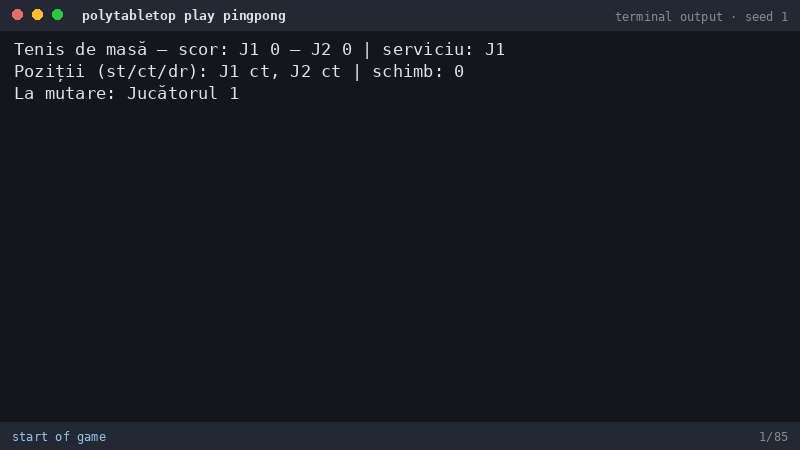 polytabletop play pingpong
terminal output · seed 1
Tenis de masă — scor: J1 0 — J2 0 | serviciu: J1
Poziții (st/ct/dr): J1 ct, J2 ct | schimb: 0
La mutare: Jucătorul 1
start of game
1/85